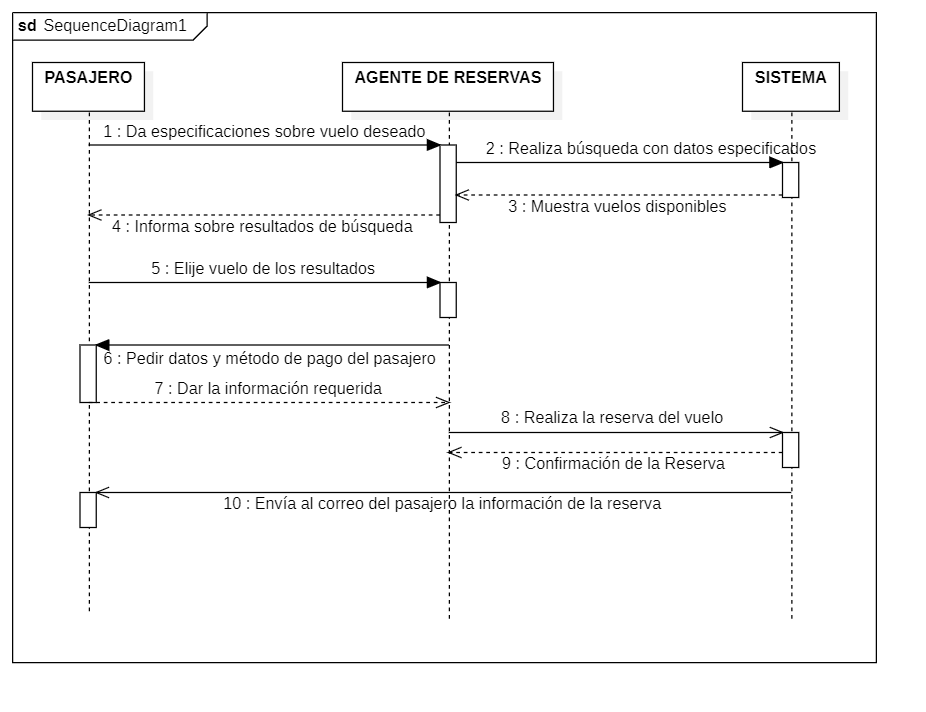 sd SequenceDiagram1
PASAJERO
AGENTE DE RESERVAS
SISTEMA
1 : Da especificaciones sobre vuelo deseado
2 : Realiza búsqueda con datos especificados
3 : Muestra vuelos disponibles
4 : Informa sobre resultados de búsqueda
5 : Elije vuelo de los resultados
6 : Pedir datos y método de pago del pasajero
7 : Dar la información requerida
8 : Realiza la reserva del vuelo
9 : Confirmación de la Reserva
10 : Envía al correo del pasajero la información de la reserva